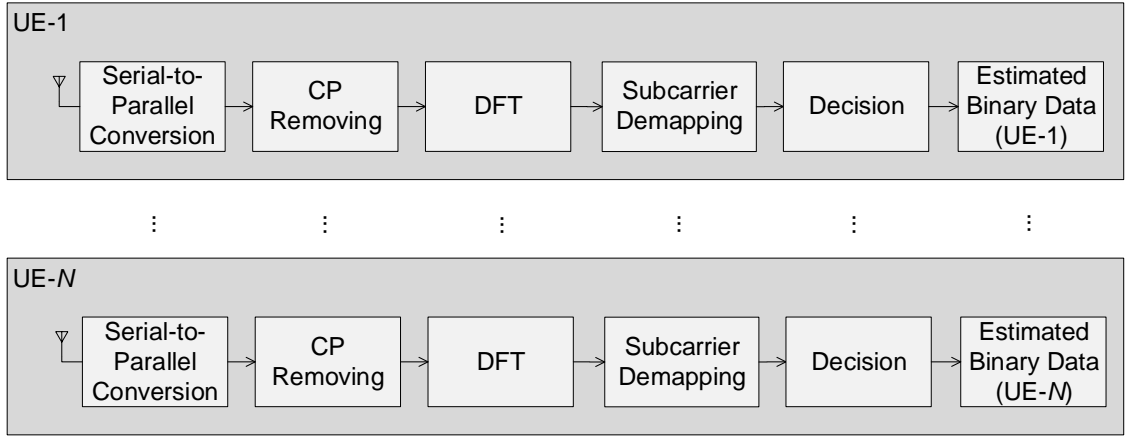 UE-1
Serial-to-
Parallel
Conversion
CP
Removing
DFT
Subcarrier
Demapping
Decision
Estimated
Binary Data
(UE-1)
⋮ ⋮ ⋮ ⋮ ⋮ ⋮
UE-N
Serial-to-
Parallel
Conversion
CP
Removing
DFT
Subcarrier
Demapping
Decision
Estimated
Binary Data
(UE-N)